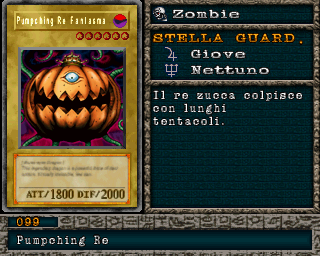 Pumpching Re Fantasma
ATT/1800 DIF/2000
Zombie
STELLA GUARD.
Giove
Nettuno
Il re zucca colpisce
con lunghi
tentacoli.
099
Pumpching Re